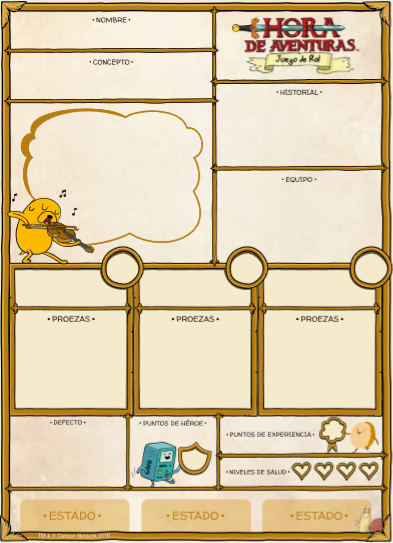 • NOMBRE •
HORA
DE AVENTURAS
Juego de Rol
• CONCEPTO •
• HISTORIAL •
• EQUIPO •
• PROEZAS •
• PROEZAS •
• PROEZAS •
• DEFECTO •
• PUNTOS DE HÉROE •
• PUNTOS DE EXPERIENCIA •
• NIVELES DE SALUD •
• ESTADO •
• ESTADO •
• ESTADO •